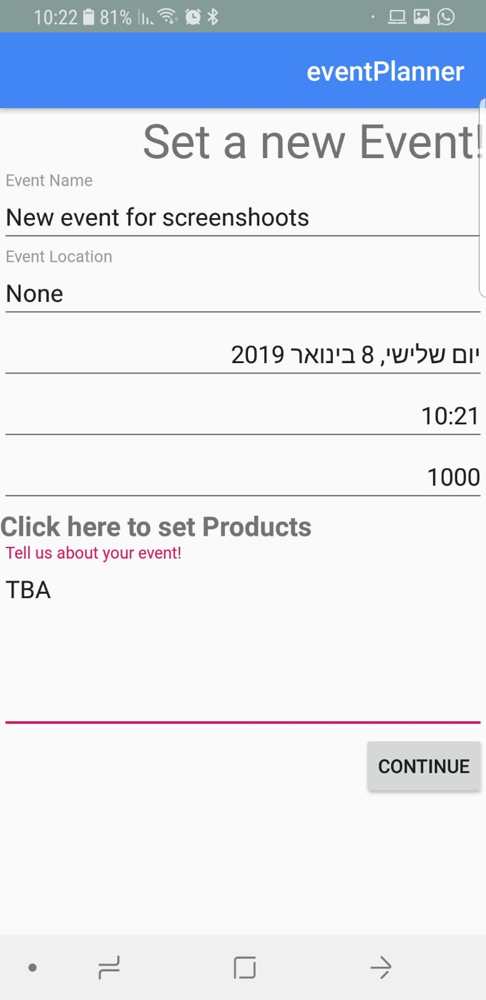 10:22 81%
eventPlanner
Set a new Event!
Event Name
New event for screenshoots
Event Location
None
יום שלישי, 8 בינואר 2019
10:21
1000
Click here to set Products
Tell us about your event!
TBA
CONTINUE